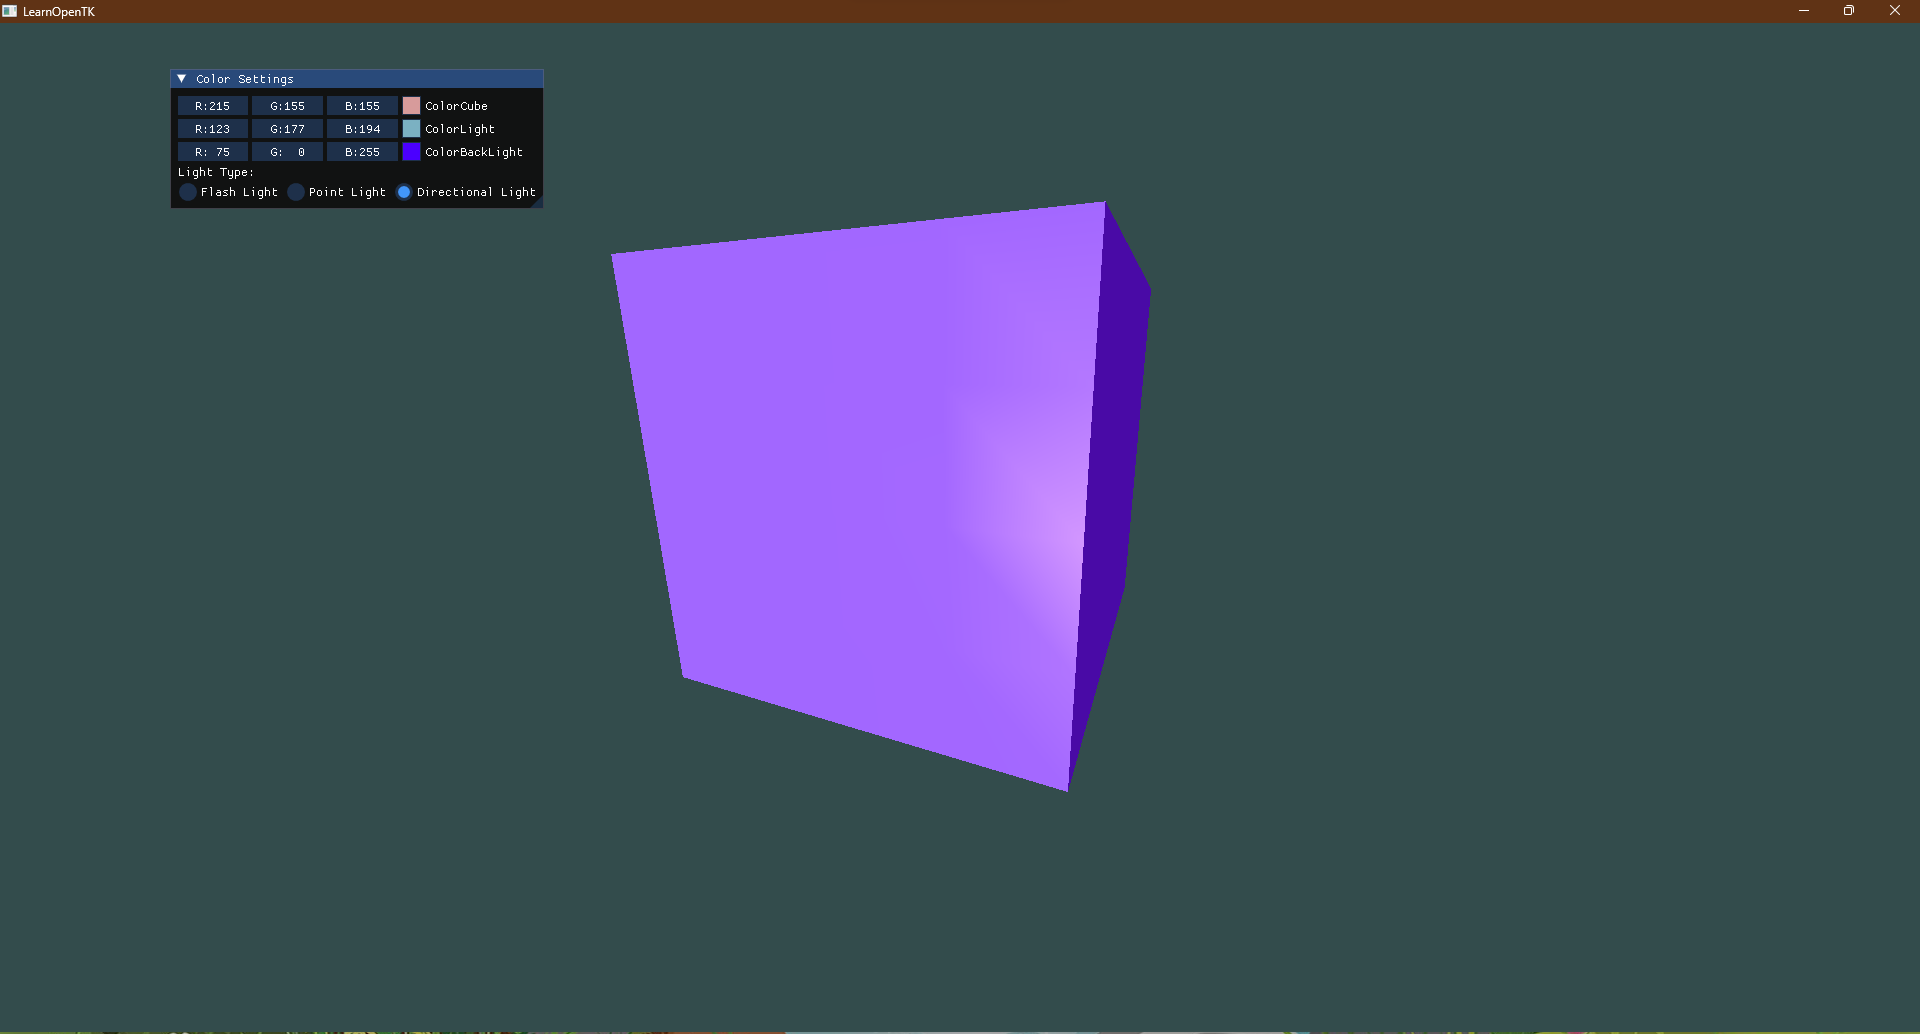 LearnOpenTK
Color Settings
R:215 G:155 B:155 ColorCube
R:123 G:177 B:194 ColorLight
R: 75 G:  0 B:255 ColorBackLight
Light Type:
Flash Light Point Light Directional Light